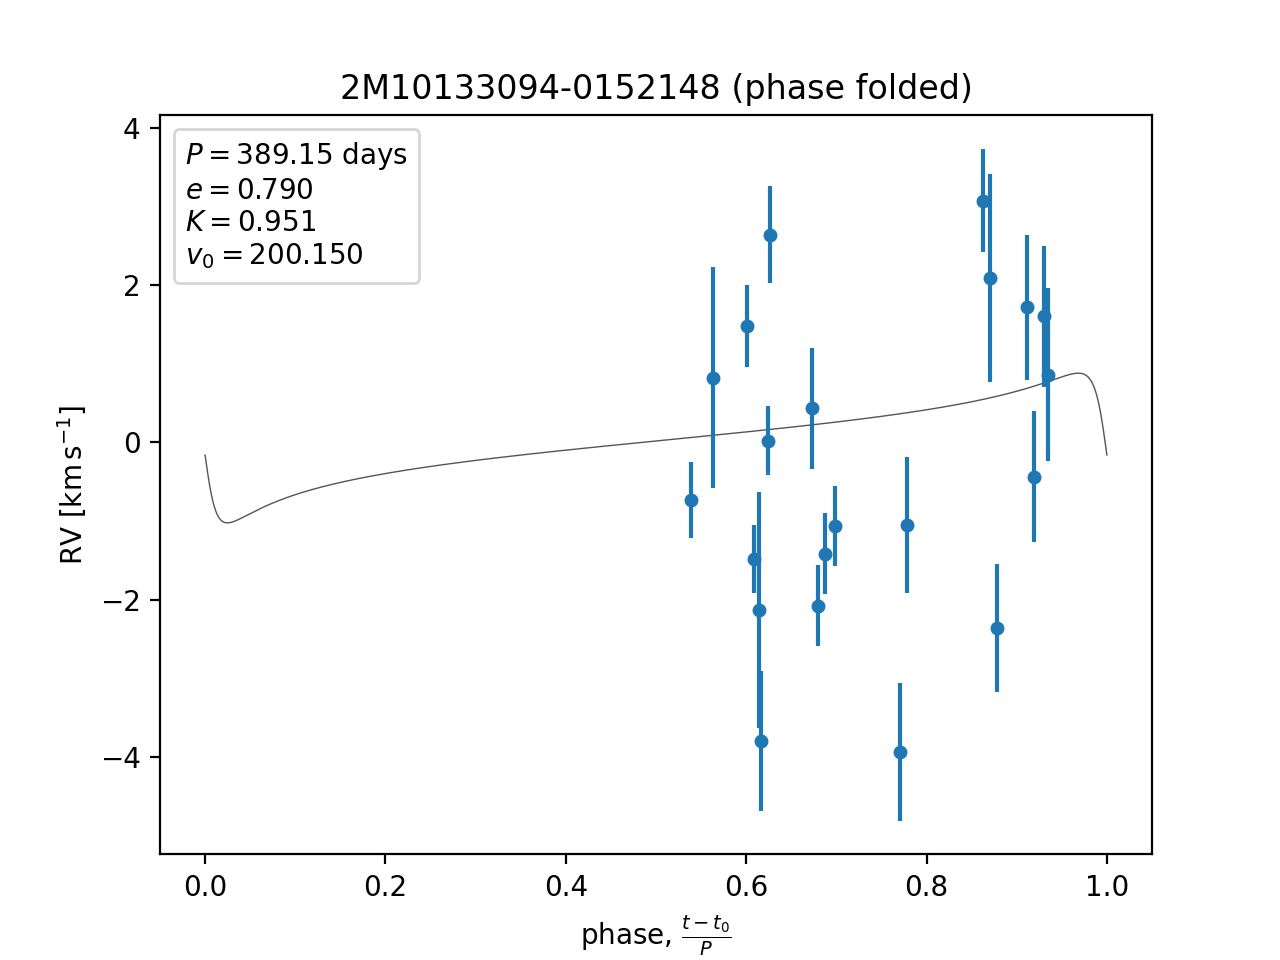 2M10133094-0152148 (phase folded)
P = 389.15 days
e = 0.790
K = 0.951
v₀ = 200.150
4
2
0
−2
−4
RV [km s⁻¹]
0.0 0.2 0.4 0.6 0.8 1.0
phase, (t − t₀)/P